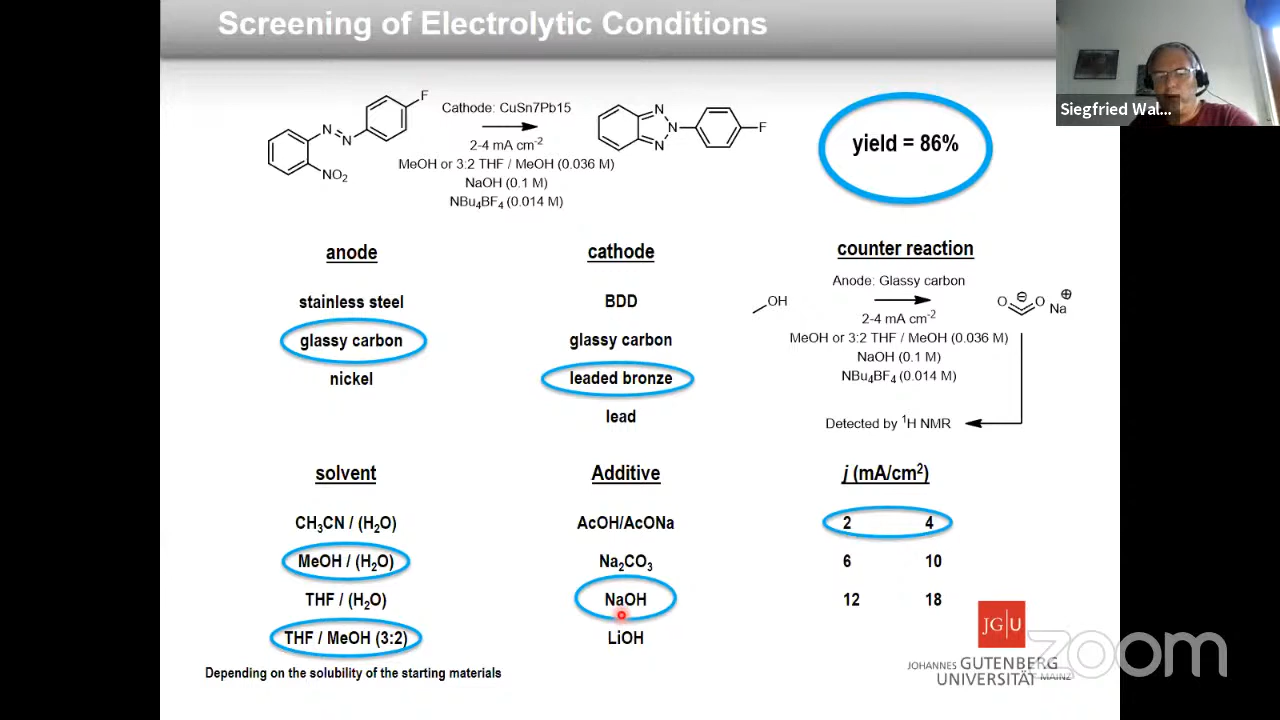 Screening of Electrolytic Conditions
Siegfried Wal...
F
N
N
NO₂
Cathode: CuSn7Pb15
2-4 mA cm⁻²
MeOH or 3:2 THF / MeOH (0.036 M)
NaOH (0.1 M)
NBu₄BF₄ (0.014 M)
N
N
N
F
yield = 86%
anode
stainless steel
glassy carbon
nickel
cathode
BDD
glassy carbon
leaded bronze
lead
counter reaction
OH
Anode: Glassy carbon
2-4 mA cm⁻²
MeOH or 3:2 THF / MeOH (0.036 M)
NaOH (0.1 M)
NBu₄BF₄ (0.014 M)
O ⊖ O Na ⊕
Detected by ¹H NMR
solvent
CH₃CN / (H₂O)
MeOH / (H₂O)
THF / (H₂O)
THF / MeOH (3:2)
Depending on the solubility of the starting materials
Additive
AcOH/AcONa
Na₂CO₃
NaOH
LiOH
j (mA/cm²)
2 4
6 10
12 18
JG|U
JOHANNES GUTENBERG
UNIVERSITÄT MAINZ
zoom